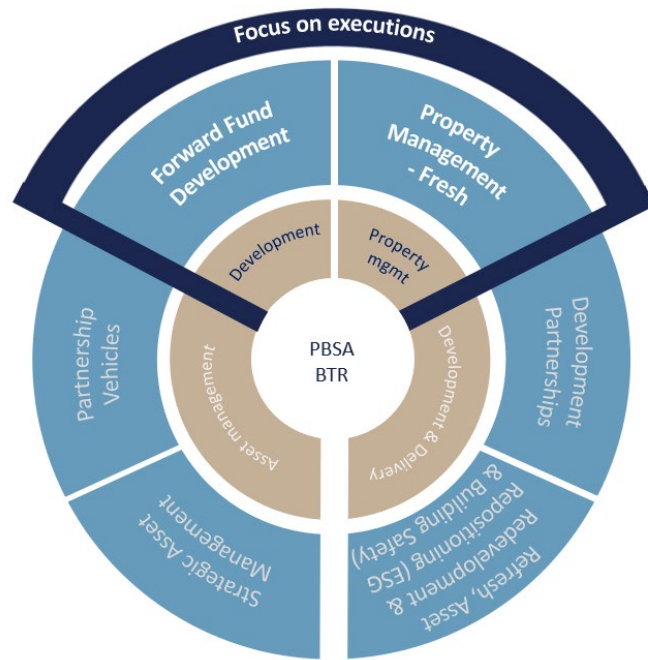 Focus on executions
Forward Fund
Development
Property
Management
- Fresh
Development
Property
mgmt
PBSA
BTR
Partnership
Vehicles
Asset management
Development & Delivery
Development
Partnerships
Strategic Asset
Management
Refresh, Asset
Redevelopment &
Repositioning (ESG
& Building Safety)